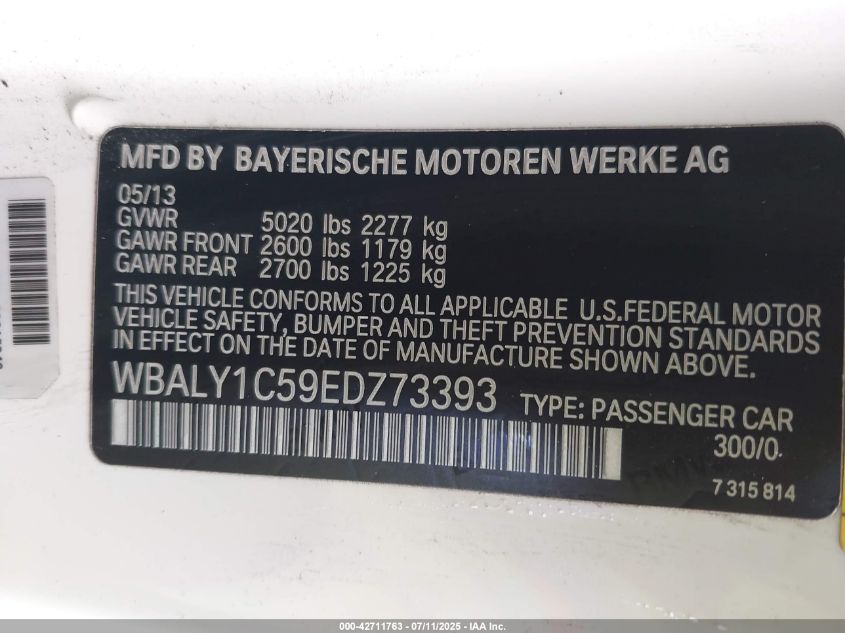 MFD BY BAYERISCHE MOTOREN WERKE AG
05/13
GVWR 5020 lbs 2277 kg
GAWR FRONT 2600 lbs 1179 kg
GAWR REAR 2700 lbs 1225 kg
THIS VEHICLE CONFORMS TO ALL APPLICABLE U.S.FEDERAL MOTOR
VEHICLE SAFETY, BUMPER AND THEFT PREVENTION STANDARDS
IN EFFECT ON THE DATE OF MANUFACTURE SHOWN ABOVE.
WBALY1C59EDZ73393 TYPE: PASSENGER CAR
300/0
7 315 814
000-42711763 - 07/11/2025 - IAA Inc.